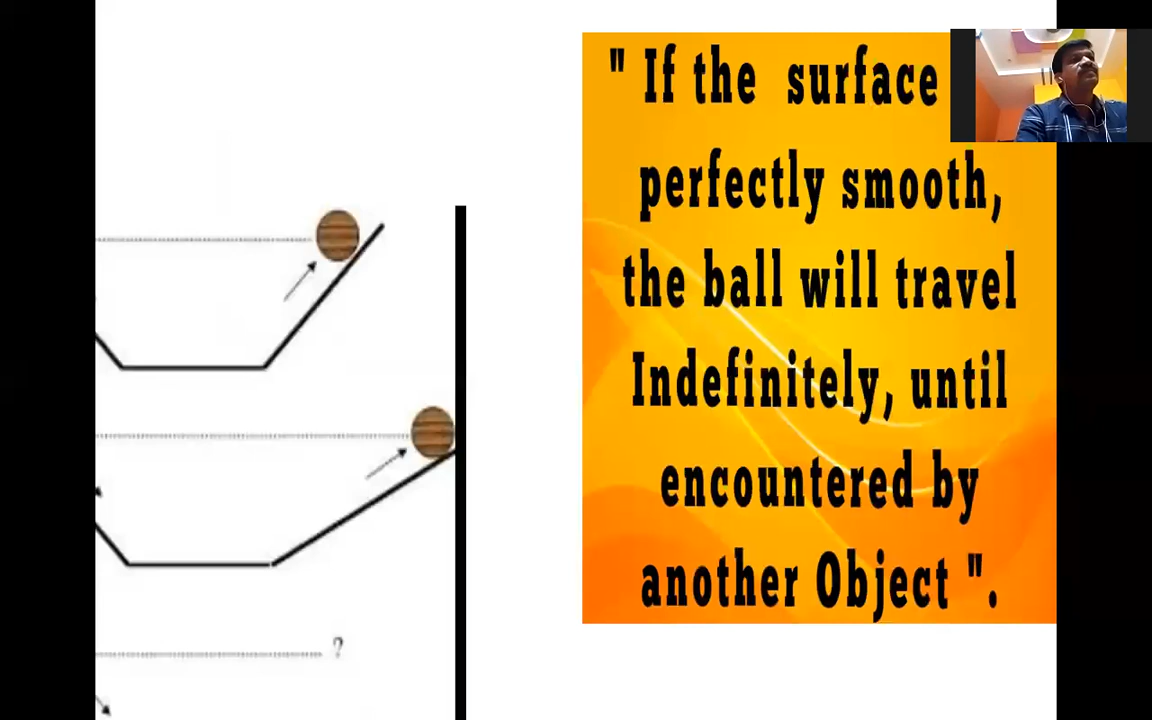 " If the surface
perfectly smooth,
the ball will travel
Indefinitely, until
encountered by
another Object ".
?